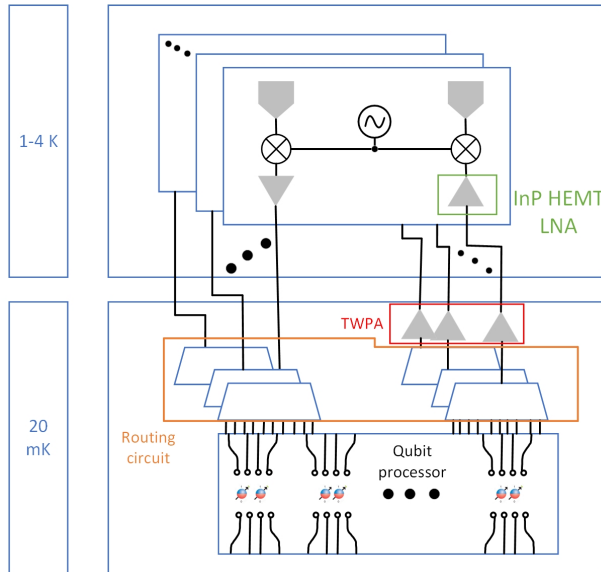 1-4 K
InP HEMT
LNA
TWPA
20
mK
Routing
circuit
Qubit
processor